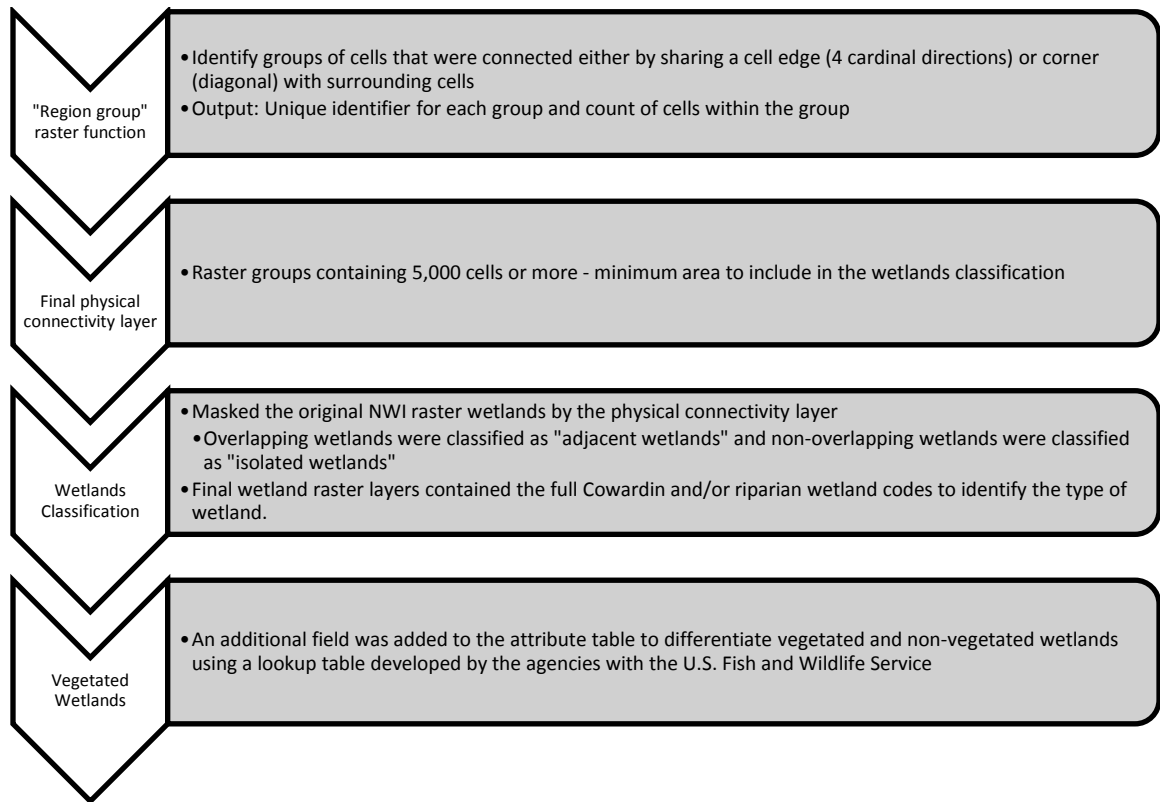 "Region group"
raster function
•Identify groups of cells that were connected either by sharing a cell edge (4 cardinal directions) or corner
(diagonal) with surrounding cells
•Output: Unique identifier for each group and count of cells within the group
Final physical
connectivity layer
•Raster groups containing 5,000 cells or more - minimum area to include in the wetlands classification
Wetlands
Classification
•Masked the original NWI raster wetlands by the physical connectivity layer
•Overlapping wetlands were classified as "adjacent wetlands" and non-overlapping wetlands were classified
as "isolated wetlands"
•Final wetland raster layers contained the full Cowardin and/or riparian wetland codes to identify the type of
wetland.
Vegetated
Wetlands
•An additional field was added to the attribute table to differentiate vegetated and non-vegetated wetlands
using a lookup table developed by the agencies with the U.S. Fish and Wildlife Service